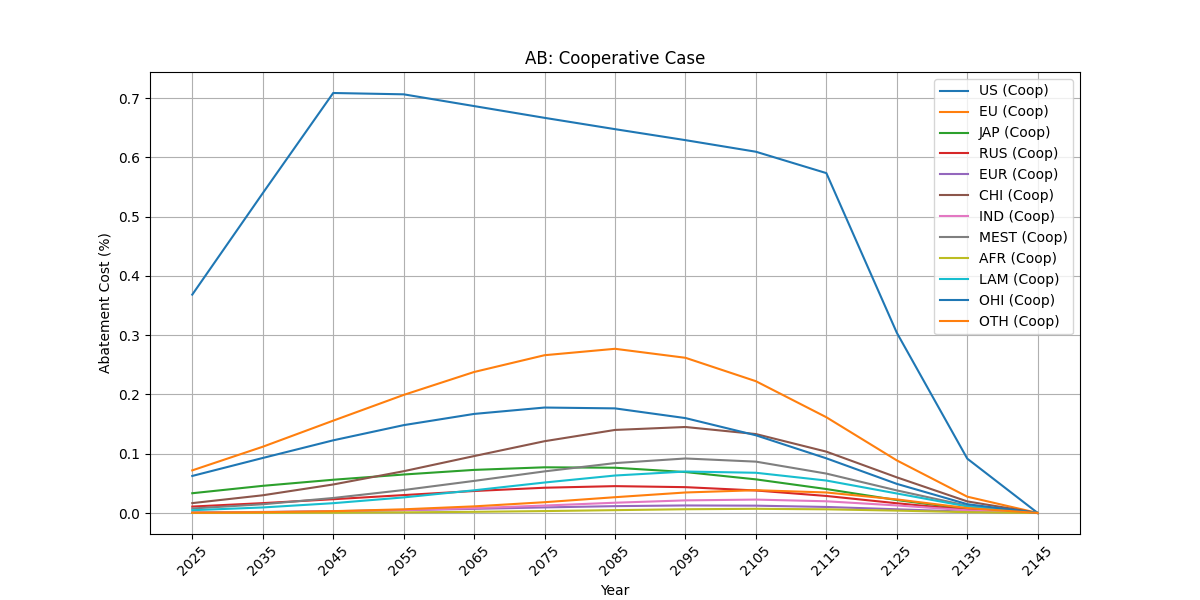 AB: Cooperative Case
Abatement Cost (%)
0.7
0.6
0.5
0.4
0.3
0.2
0.1
0.0
US (Coop)
EU (Coop)
JAP (Coop)
RUS (Coop)
EUR (Coop)
CHI (Coop)
IND (Coop)
MEST (Coop)
AFR (Coop)
LAM (Coop)
OHI (Coop)
OTH (Coop)
2025 2035 2045 2055 2065 2075 2085 2095 2105 2115 2125 2135 2145
Year